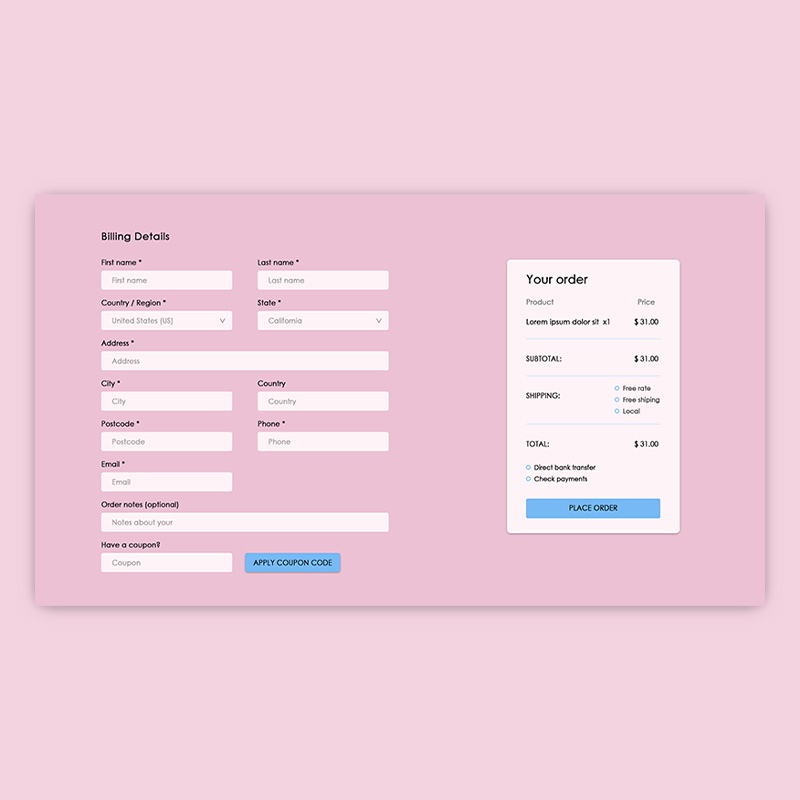 Billing Details
First name *
Last name *
First name
Last name
Country / Region *
State *
United States (US)
California
Address *
Address
City *
Country
City
Country
Postcode *
Phone *
Postcode
Phone
Email *
Email
Order notes (optional)
Notes about your
Have a coupon?
Coupon
APPLY COUPON CODE
Your order
Product Price
Lorem ipsum dolor sit x1 $ 31.00
SUBTOTAL: $ 31.00
SHIPPING:
Free rate
Free shiping
Local
TOTAL: $ 31.00
Direct bank transfer
Check payments
PLACE ORDER